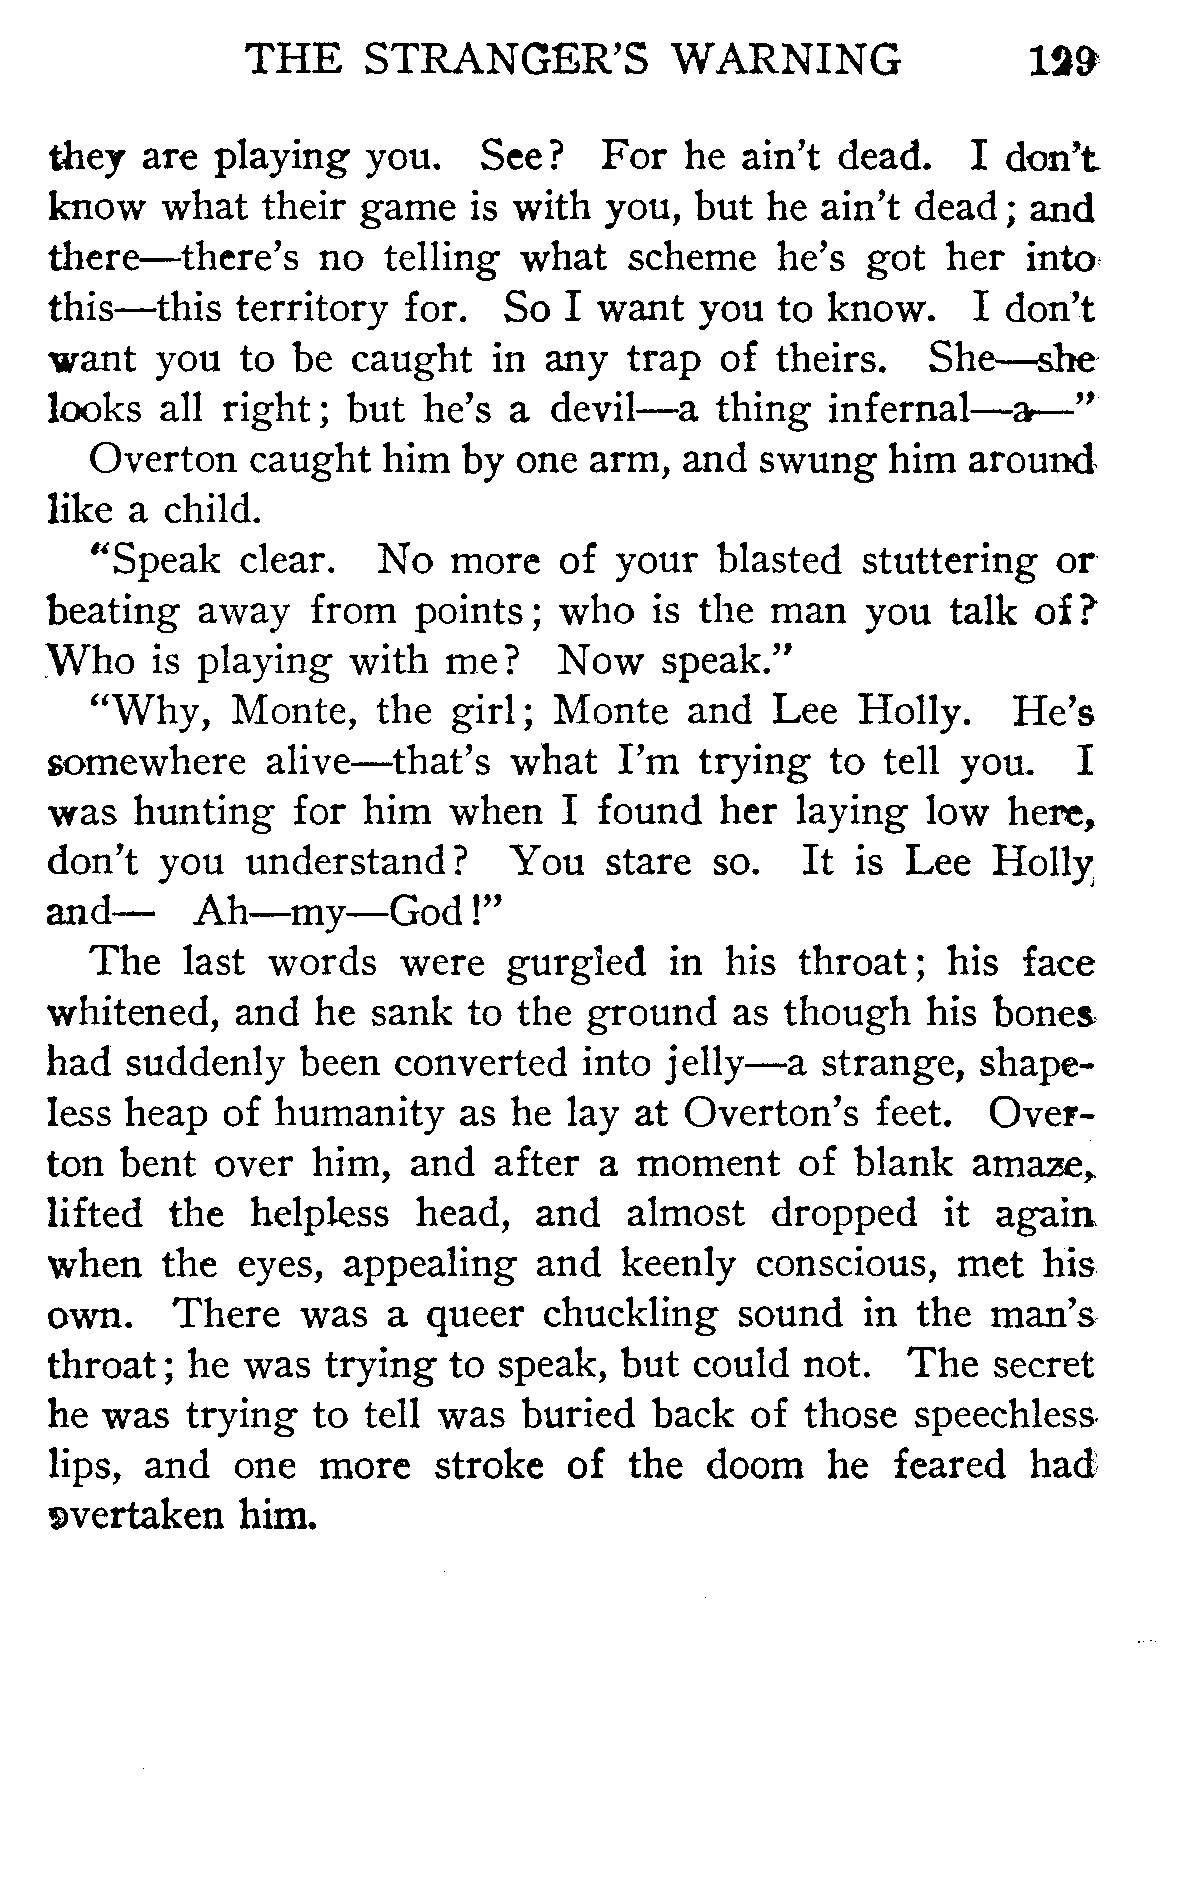 THE STRANGER'S WARNING 129
they are playing you. See? For he ain't dead. I don't
know what their game is with you, but he ain't dead; and
there—there's no telling what scheme he's got her into
this—this territory for. So I want you to know. I don't
want you to be caught in any trap of theirs. She—she
looks all right; but he's a devil—a thing infernal—a—"
Overton caught him by one arm, and swung him around
like a child.
"Speak clear. No more of your blasted stuttering or
beating away from points; who is the man you talk of?
Who is playing with me? Now speak."
"Why, Monte, the girl; Monte and Lee Holly. He's
somewhere alive—that's what I'm trying to tell you. I
was hunting for him when I found her laying low here,
don't you understand? You stare so. It is Lee Holly
and— Ah—my—God!"
The last words were gurgled in his throat; his face
whitened, and he sank to the ground as though his bones
had suddenly been converted into jelly—a strange, shape-
less heap of humanity as he lay at Overton's feet. Over-
ton bent over him, and after a moment of blank amaze,
lifted the helpless head, and almost dropped it again
when the eyes, appealing and keenly conscious, met his
own. There was a queer chuckling sound in the man's
throat; he was trying to speak, but could not. The secret
he was trying to tell was buried back of those speechless
lips, and one more stroke of the doom he feared had
overtaken him.